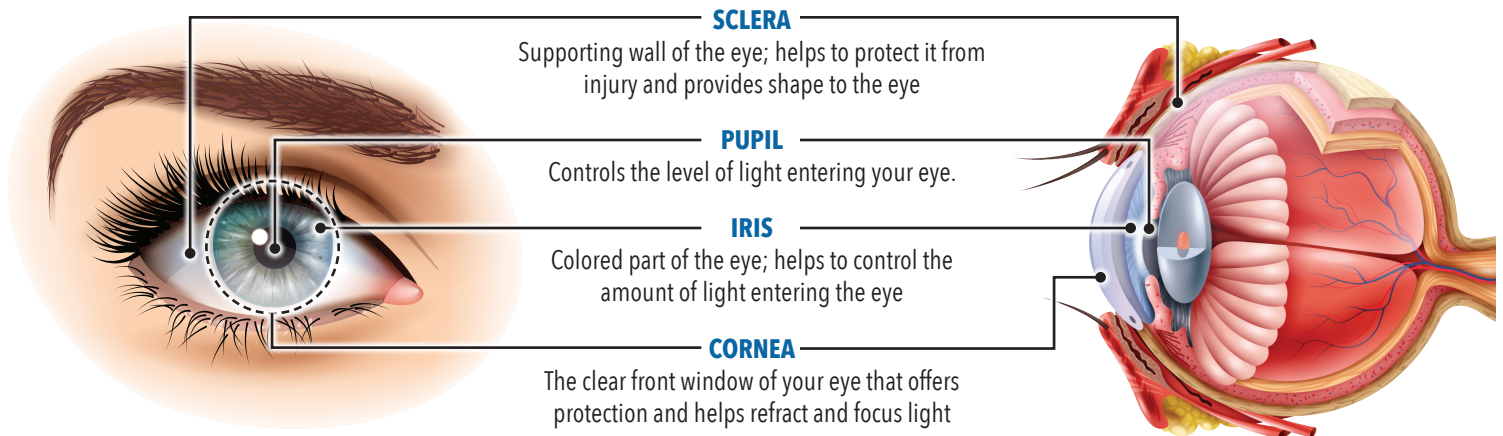 SCLERA
Supporting wall of the eye; helps to protect it from
injury and provides shape to the eye
PUPIL
Controls the level of light entering your eye.
IRIS
Colored part of the eye; helps to control the
amount of light entering the eye
CORNEA
The clear front window of your eye that offers
protection and helps refract and focus light